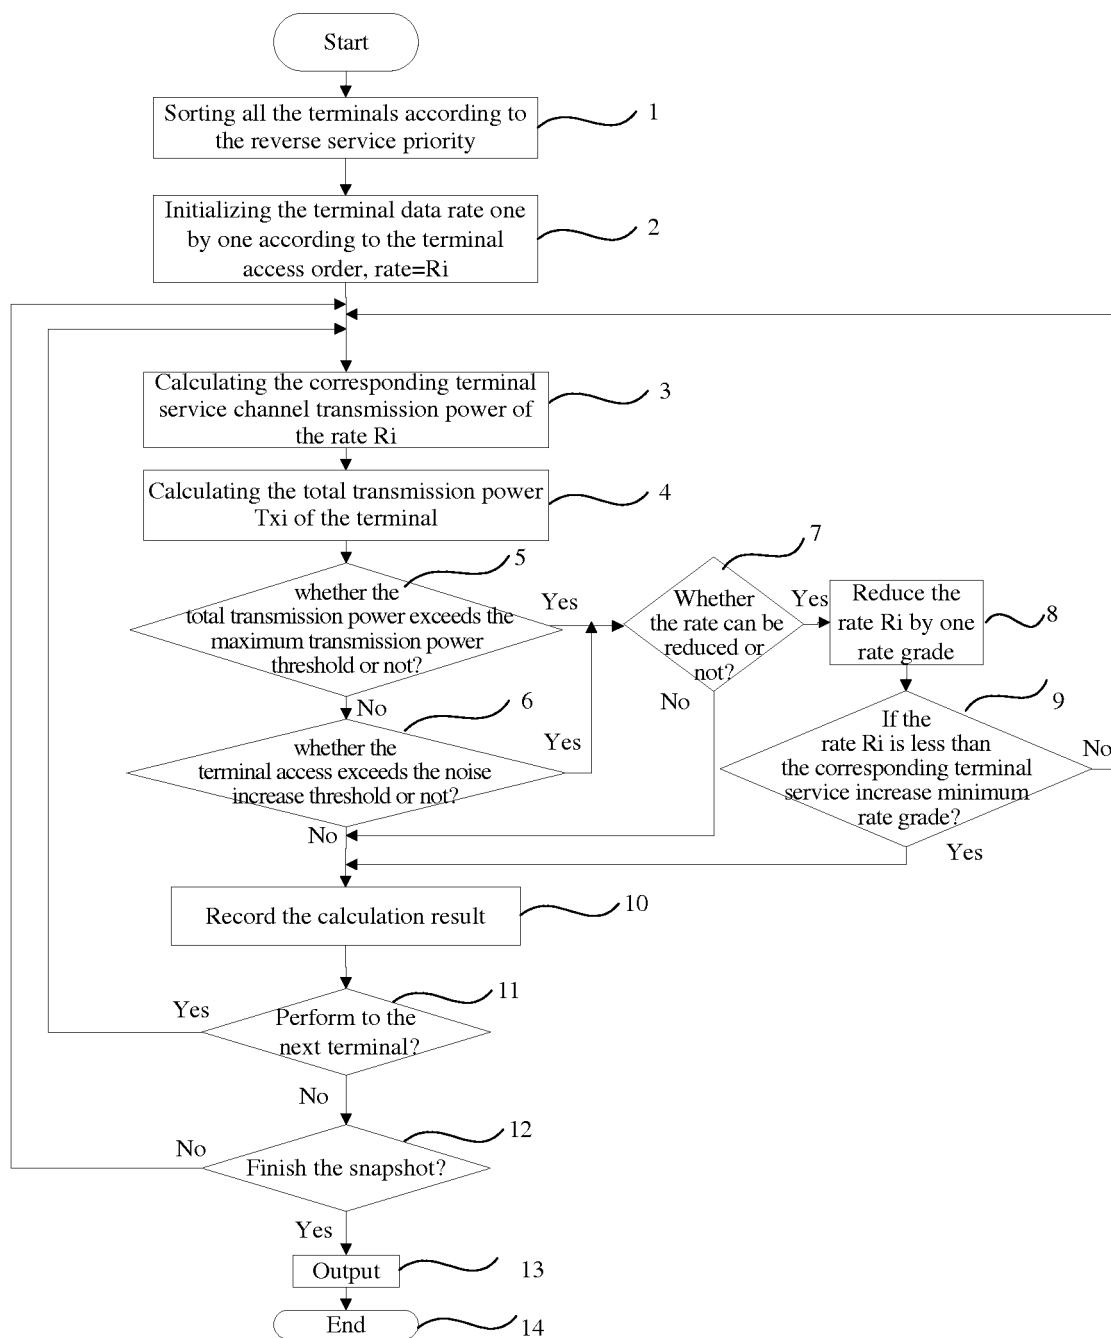 Start
Sorting all the terminals according to
the reverse service priority
1
Initializing the terminal data rate one
by one according to the terminal
access order, rate=Ri
2
Calculating the corresponding terminal
service channel transmission power of
the rate Ri
3
Calculating the total transmission power
Txi of the terminal
4
whether the
total transmission power exceeds the
maximum transmission power
threshold or not?
5
Yes
No
whether the
terminal access exceeds the noise
increase threshold or not?
6
Yes
No
Whether
the rate can be
reduced or
not?
7
Yes
No
Reduce the
rate Ri by one
rate grade
8
If the
rate Ri is less than
the corresponding terminal
service increase minimum
rate grade?
9
No
Yes
Record the calculation result
10
Perform to the
next terminal?
11
Yes
No
Finish the snapshot?
12
No
Yes
Output
13
End
14